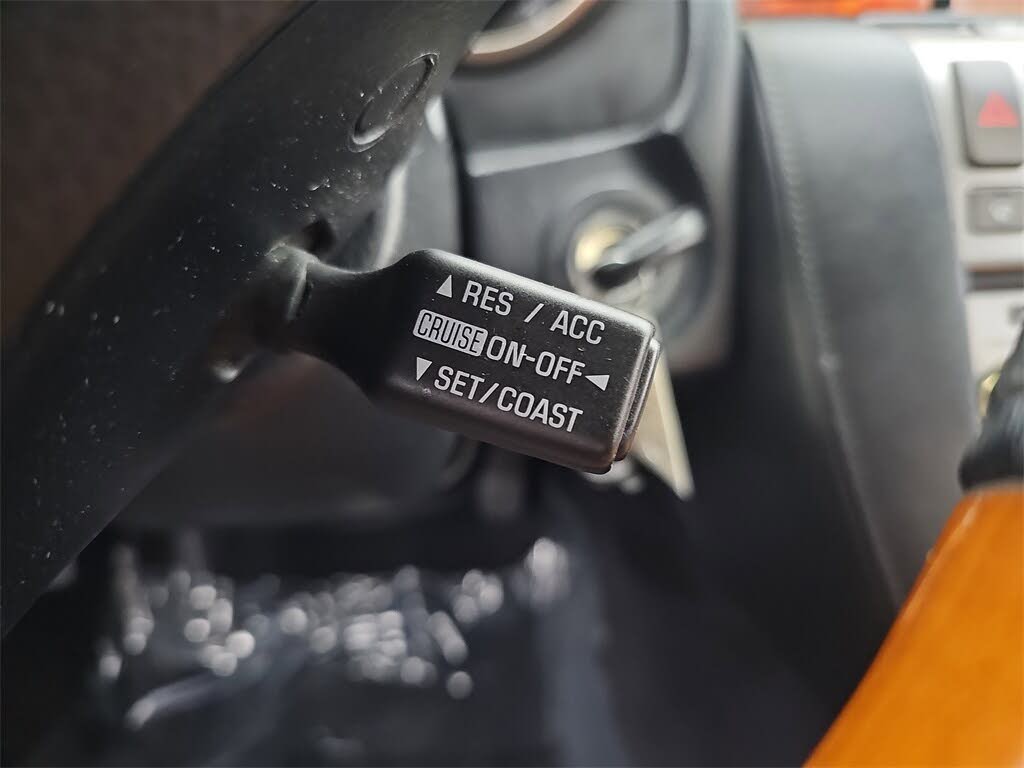 ▲ RES / ACC
CRUISE ON-OFF ◀
▼ SET/COAST